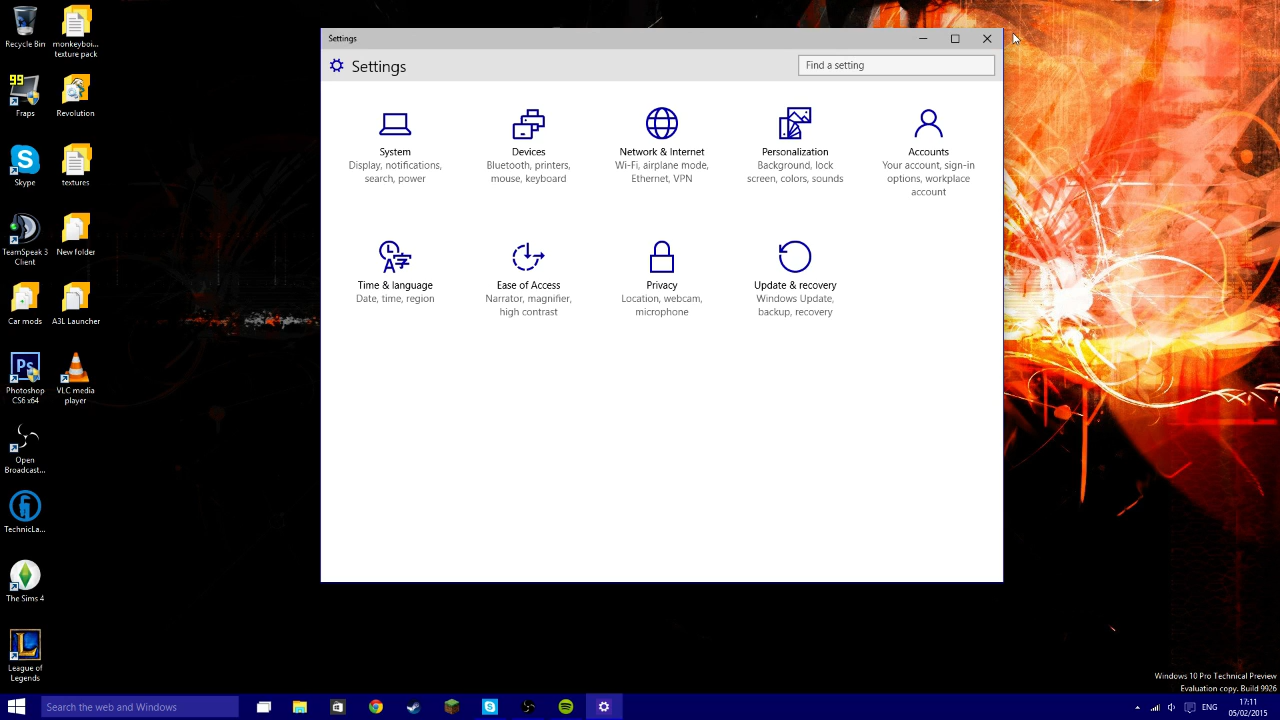 Recycle Bin
monkeyboi...
texture pack
99
Fraps
Revolution
Skype
textures
TeamSpeak 3
Client
New folder
Car mods
A3L Launcher
Ps
Photoshop
CS6 x64
VLC media
player
Open
Broadcast...
TechnicLa...
The Sims 4
League of
Legends
Settings
Settings
Find a setting
System
Display, notifications,
search, power
Devices
Bluetooth, printers,
mouse, keyboard
Network & Internet
Wi-Fi, airplane mode,
Ethernet, VPN
Personalization
Background, lock
screen, colors, sounds
Accounts
Your account, sign-in
options, workplace
account
Time & language
Date, time, region
Ease of Access
Narrator, magnifier,
high contrast
Privacy
Location, webcam,
microphone
Update & recovery
Windows Update,
backup, recovery
Windows 10 Pro Technical Preview
Evaluation copy. Build 9926
Search the web and Windows
ENG
17:11
05/02/2015